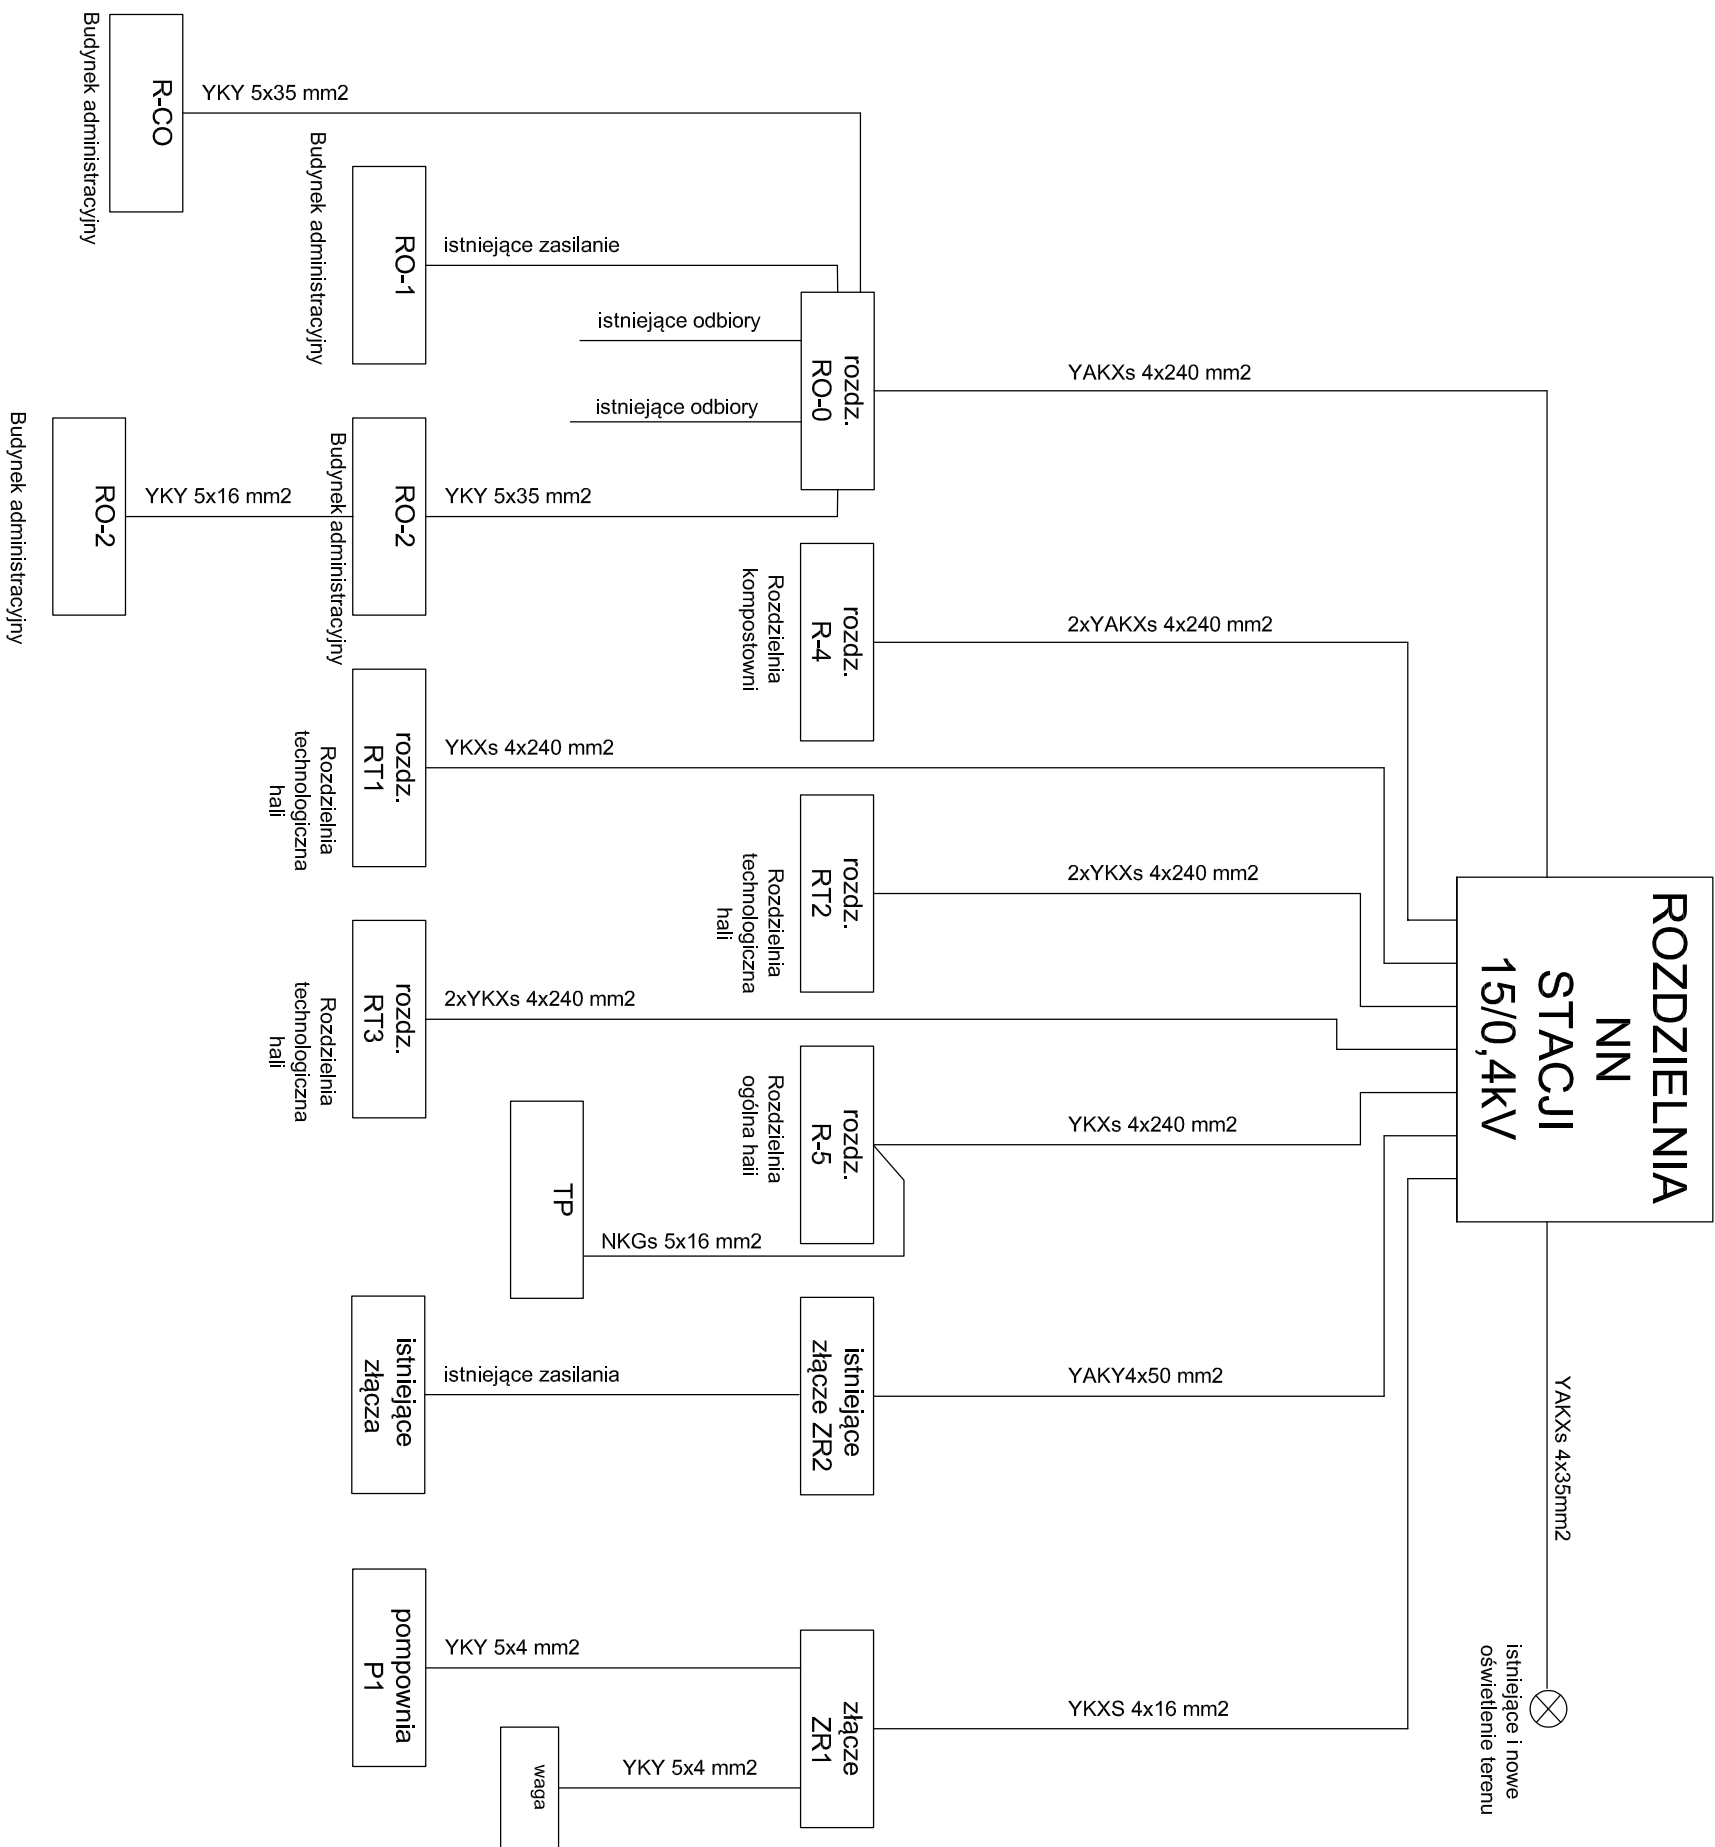 ROZDZIELNIA
NN
STACJI
15/0,4kV
YAKXs 4x35mm2
istniejące i nowe
oświetlenie terenu
YAKXs 4x240 mm2
rozdz.
RO-0
YKY 5x35 mm2
R-CO
Budynek administracyjny
istniejące zasilanie
RO-1
Budynek administracyjny
istniejące odbiory
istniejące odbiory
YKY 5x35 mm2
RO-2
Budynek administracyjny
YKY 5x16 mm2
RO-2
Budynek administracyjny
2xYAKXs 4x240 mm2
rozdz.
R-4
Rozdzielnia
kompostowni
YKXs 4x240 mm2
rozdz.
RT1
Rozdzielnia
technologiczna
hali
2xYKXs 4x240 mm2
rozdz.
RT2
Rozdzielnia
technologiczna
hali
2xYKXs 4x240 mm2
rozdz.
RT3
Rozdzielnia
technologiczna
hali
YKXs 4x240 mm2
rozdz.
R-5
Rozdzielnia
ogólna haii
NKGs 5x16 mm2
TP
YAKY4x50 mm2
istniejące
złącze ZR2
istniejące zasilania
istniejące
złącza
YKXS 4x16 mm2
złącze
ZR1
YKY 5x4 mm2
pompownia
P1
YKY 5x4 mm2
waga